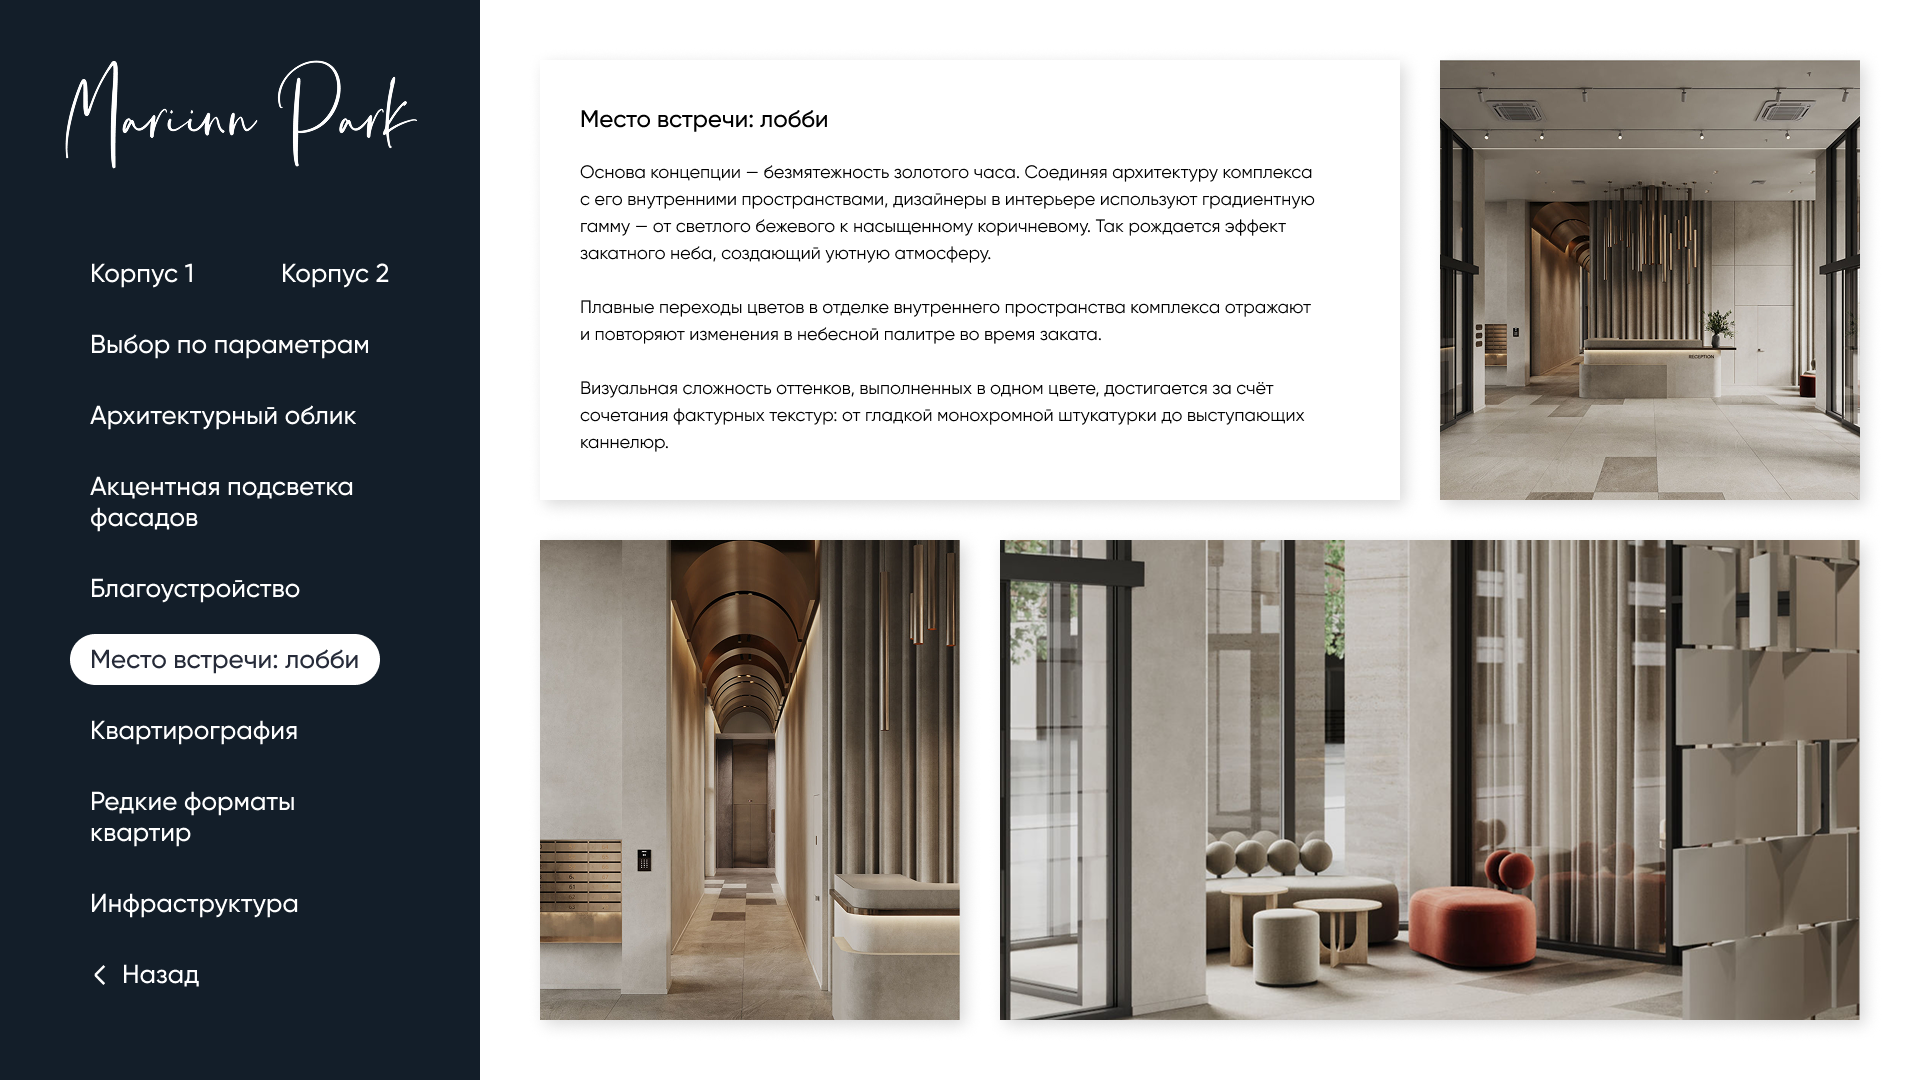 Mariinn Park
Корпус 1
Корпус 2
Выбор по параметрам
Архитектурный облик
Акцентная подсветка
фасадов
Благоустройство
Место встречи: лобби
Квартирография
Редкие форматы
квартир
Инфраструктура
Назад
Место встречи: лобби
Основа концепции — безмятежность золотого часа. Соединяя архитектуру комплекса
с его внутренними пространствами, дизайнеры в интерьере используют градиентную
гамму — от светлого бежевого к насыщенному коричневому. Так рождается эффект
закатного неба, создающий уютную атмосферу.
Плавные переходы цветов в отделке внутреннего пространства комплекса отражают
и повторяют изменения в небесной палитре во время заката.
Визуальная сложность оттенков, выполненных в одном цвете, достигается за счёт
сочетания фактурных текстур: от гладкой монохромной штукатурки до выступающих
каннелюр.
RECEPTION